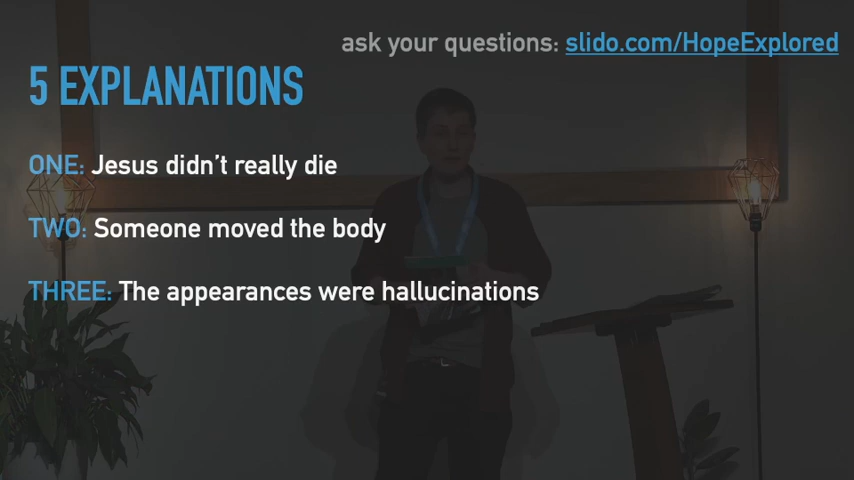 ask your questions: slido.com/HopeExplored
5 EXPLANATIONS
ONE: Jesus didn’t really die
TWO: Someone moved the body
THREE: The appearances were hallucinations